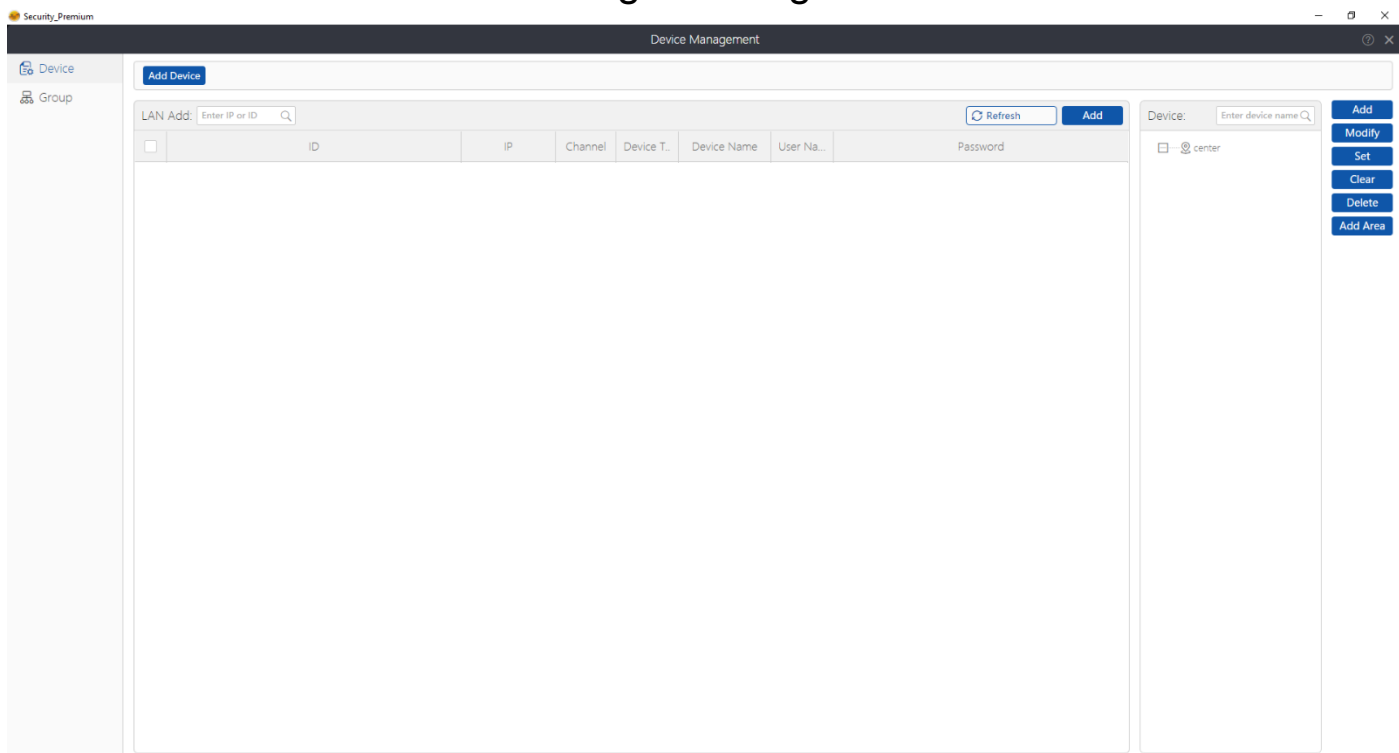 Security_Premium
Device Management
Device
Group
Add Device
LAN Add: Enter IP or ID
Refresh
Add
ID
IP
Channel
Device T..
Device Name
User Na...
Password
Device: Enter device name
center
Add
Modify
Set
Clear
Delete
Add Area